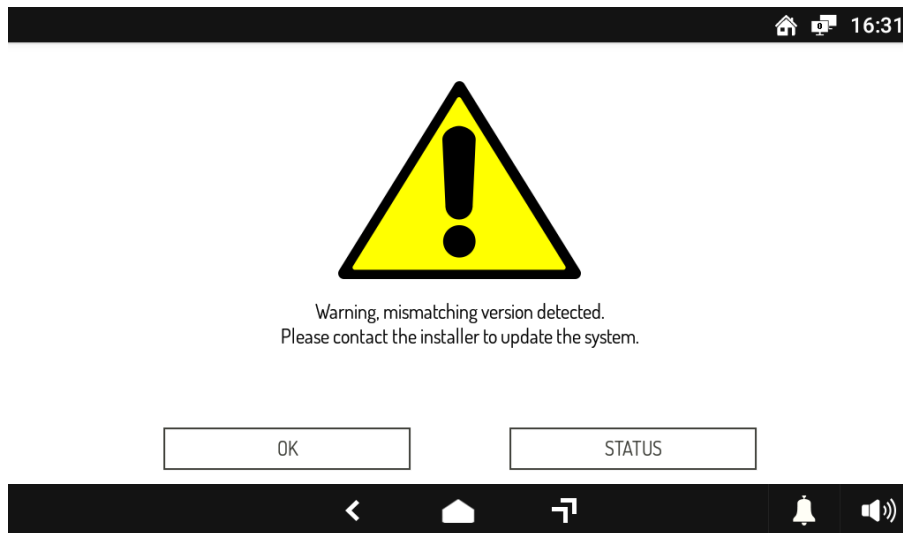 16:31
Warning, mismatching version detected.
Please contact the installer to update the system.
OK
STATUS